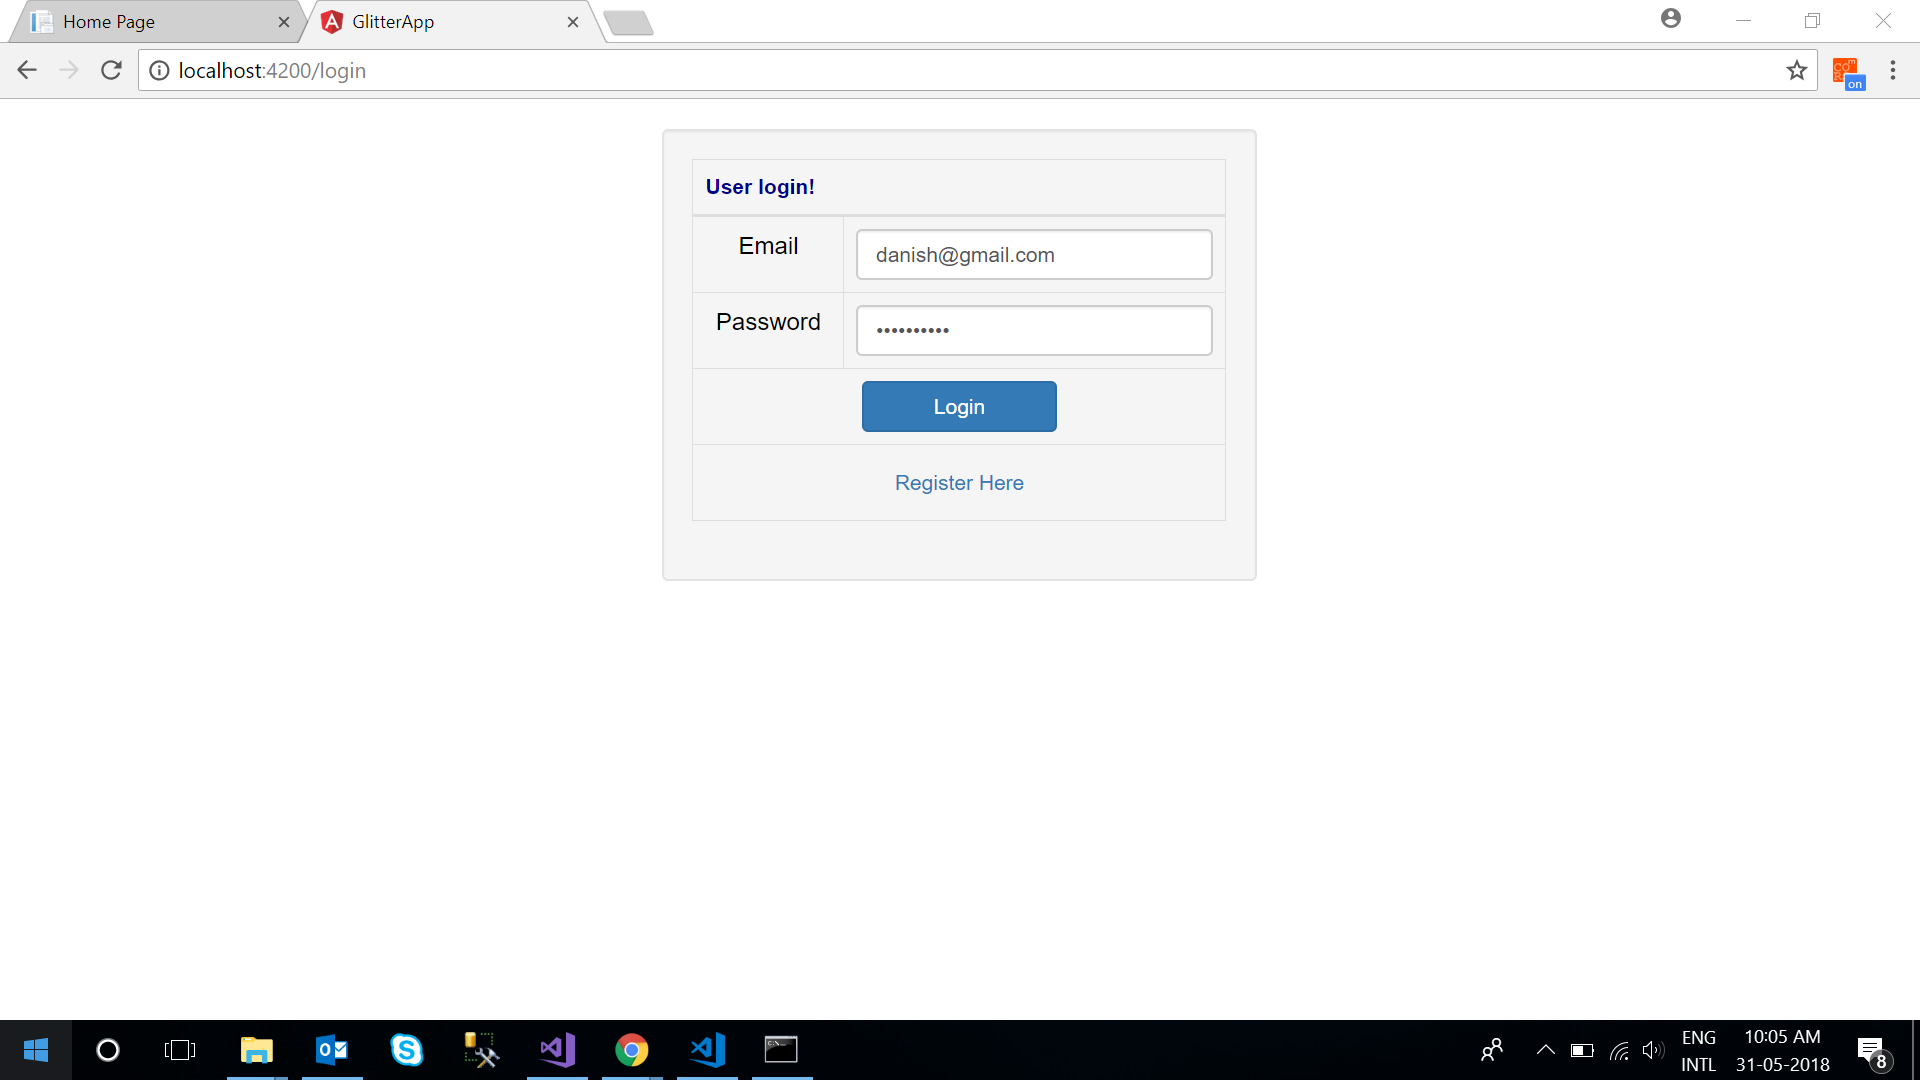 Home Page
GlitterApp
localhost:4200/login
on
User login!
Email
danish@gmail.com
Password
••••••••••
Login
Register Here
ENG
INTL
10:05 AM
31-05-2018
8